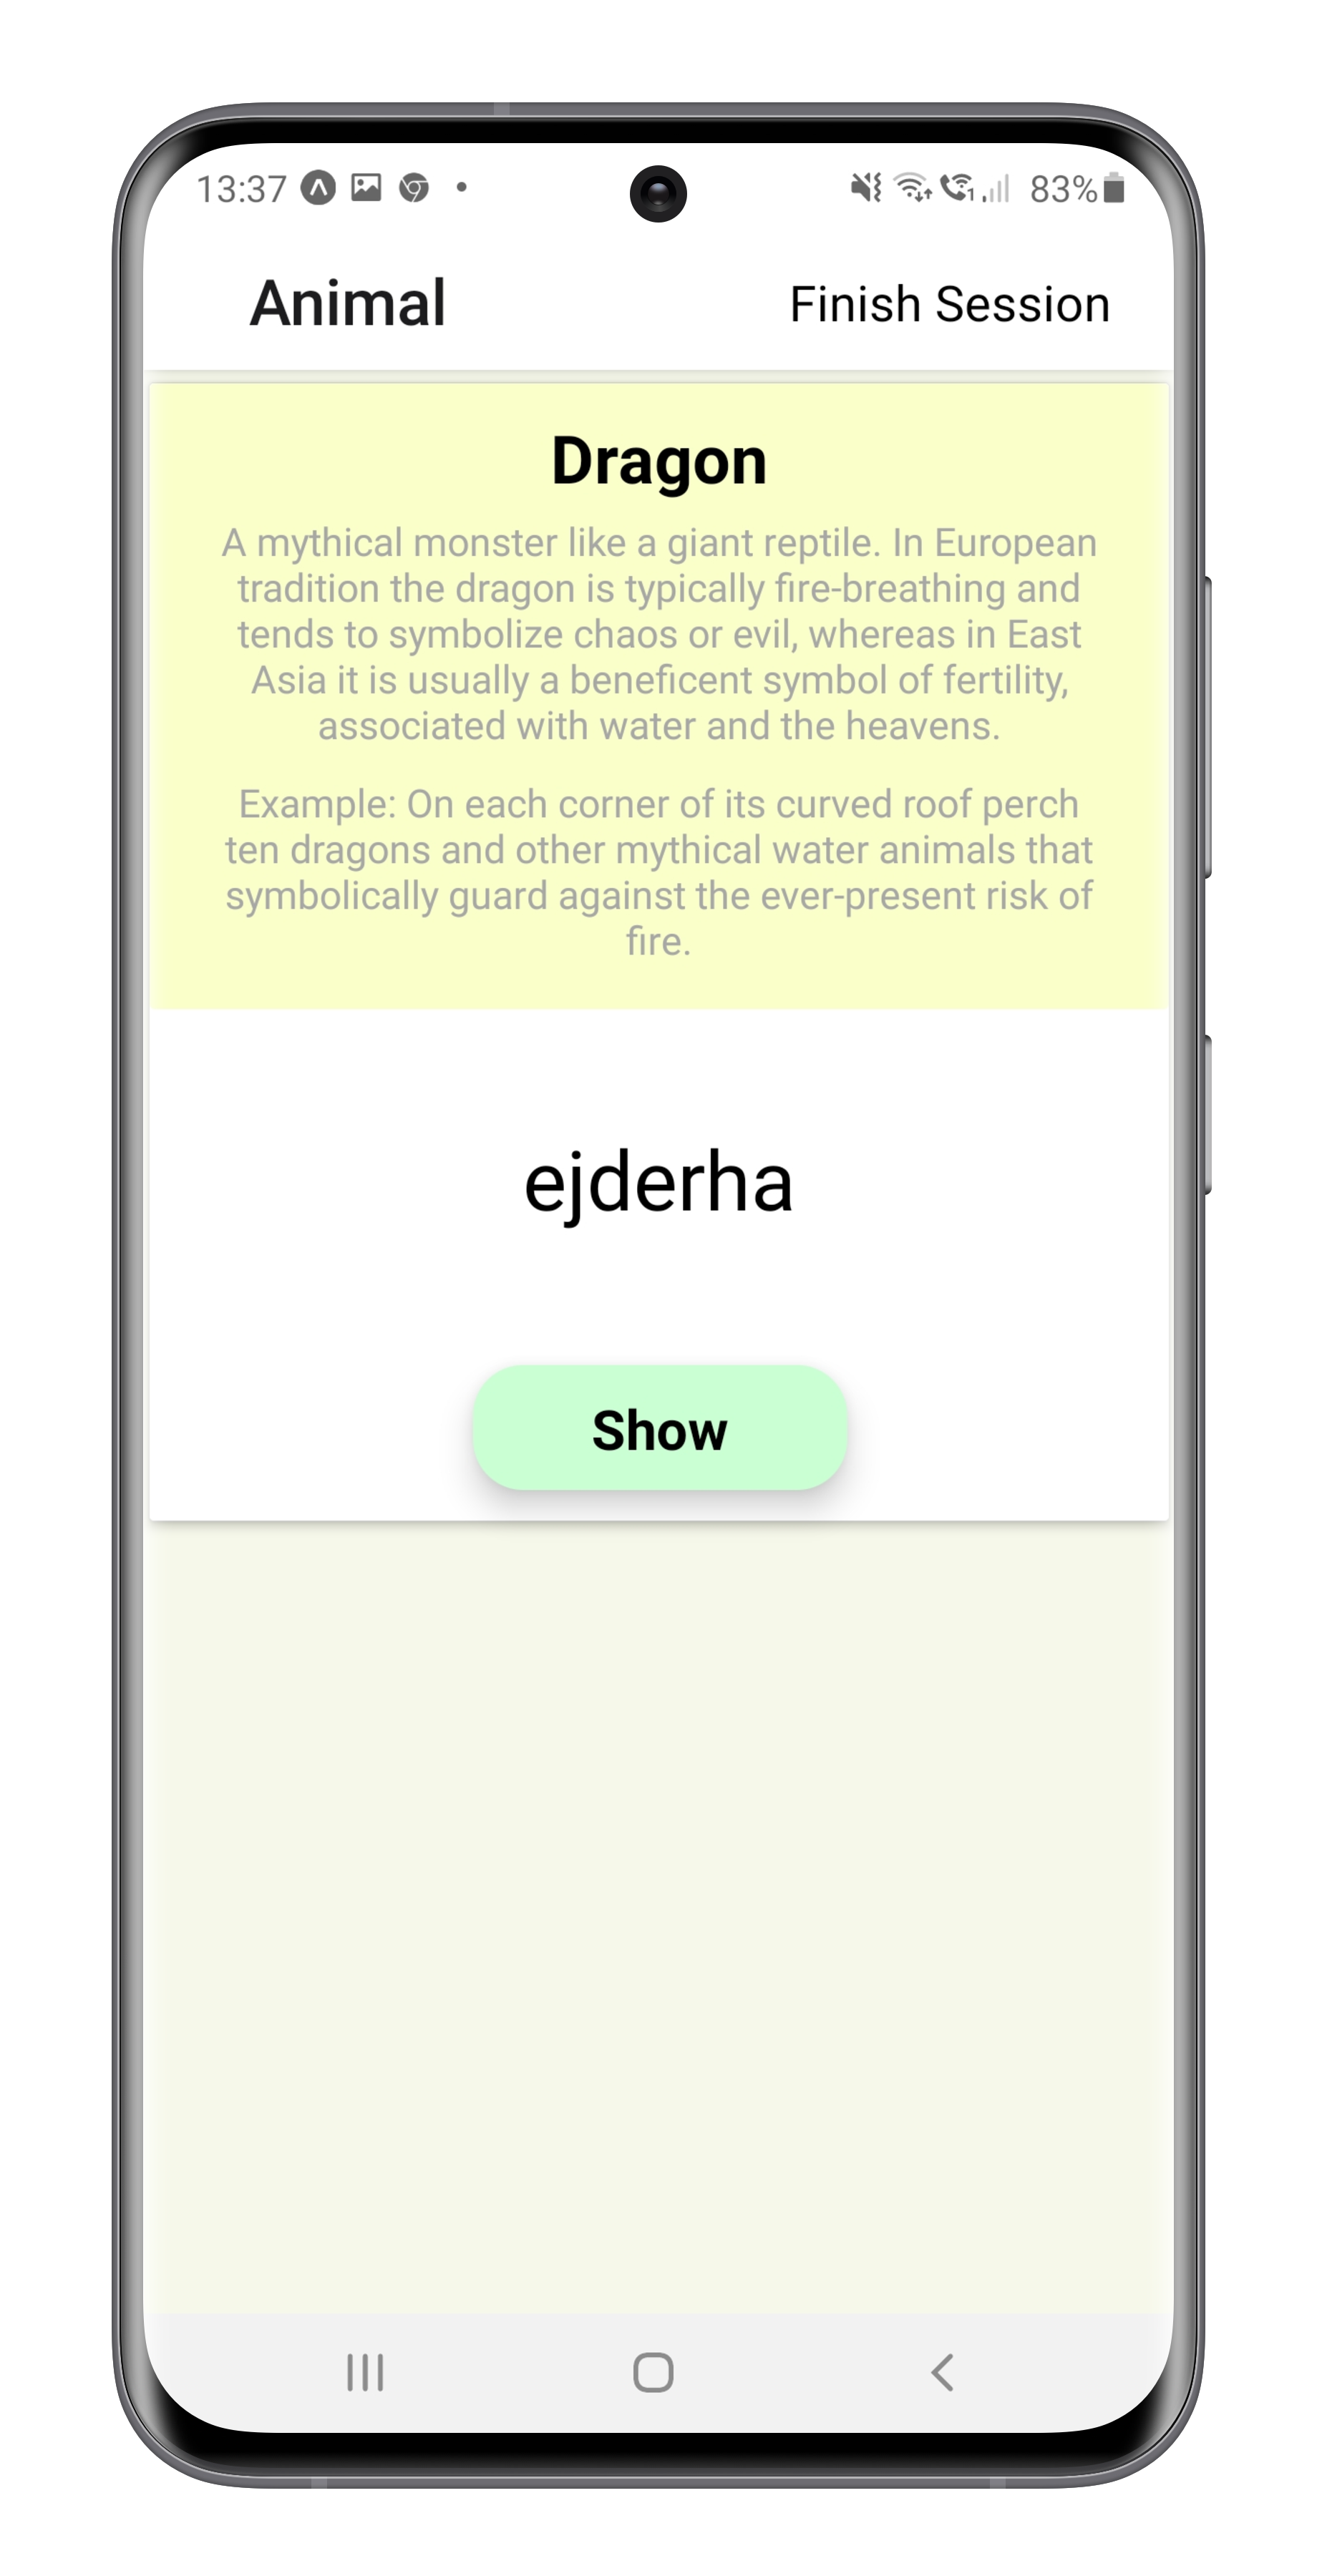 13:37
83%
Animal
Finish Session
Dragon
A mythical monster like a giant reptile. In European
tradition the dragon is typically fire-breathing and
tends to symbolize chaos or evil, whereas in East
Asia it is usually a beneficent symbol of fertility,
associated with water and the heavens.
Example: On each corner of its curved roof perch
ten dragons and other mythical water animals that
symbolically guard against the ever-present risk of
fire.
ejderha
Show